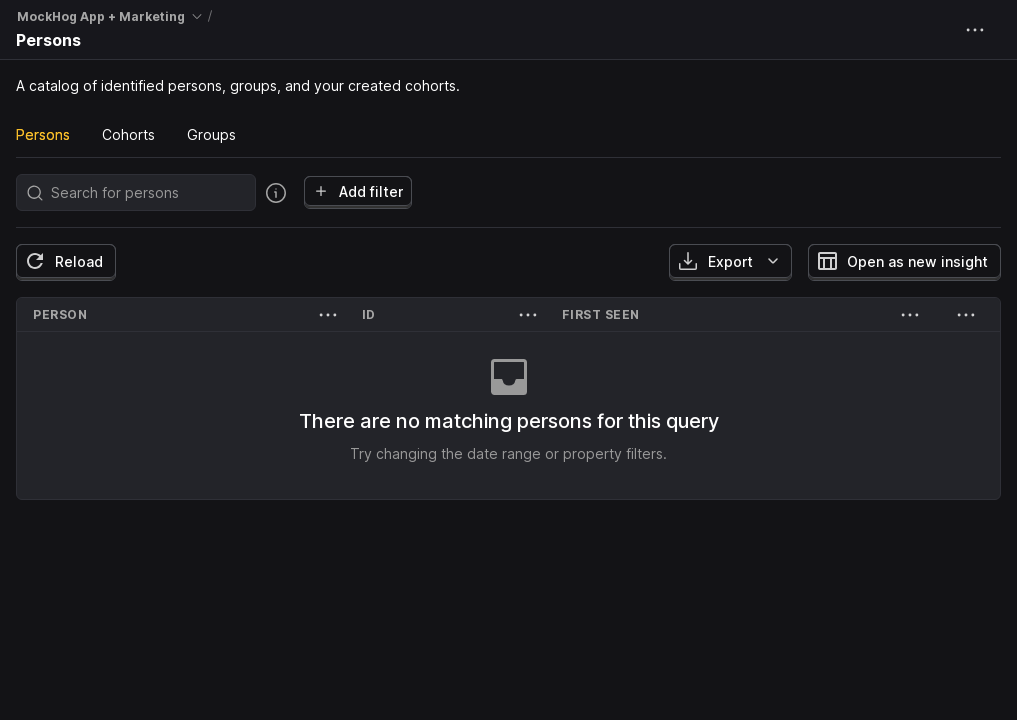 MockHog App + Marketing /
Persons
A catalog of identified persons, groups, and your created cohorts.
Persons Cohorts Groups
Search for persons Add filter
Reload Export Open as new insight
PERSON ID FIRST SEEN
There are no matching persons for this query
Try changing the date range or property filters.